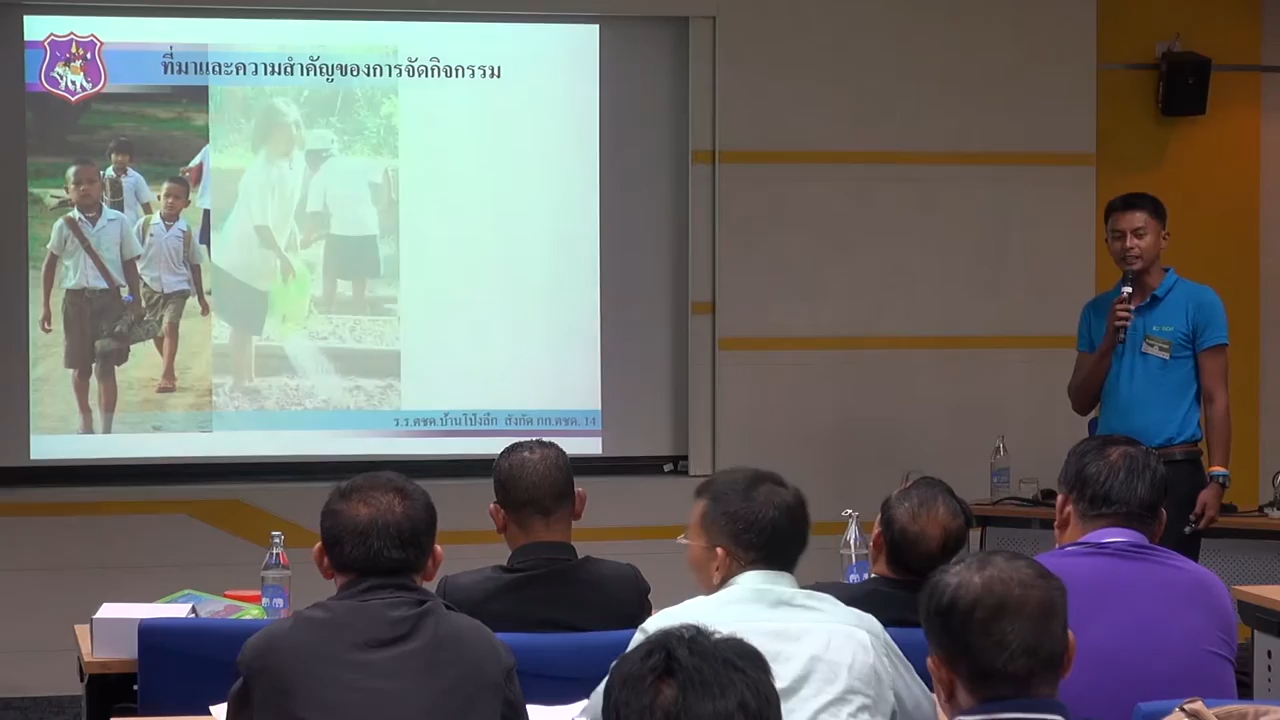 ที่มาและความสำคัญของการจัดกิจกรรม
ร.ร.ตชด.บ้านโป่งลึก สังกัด กก.ตชด. 14